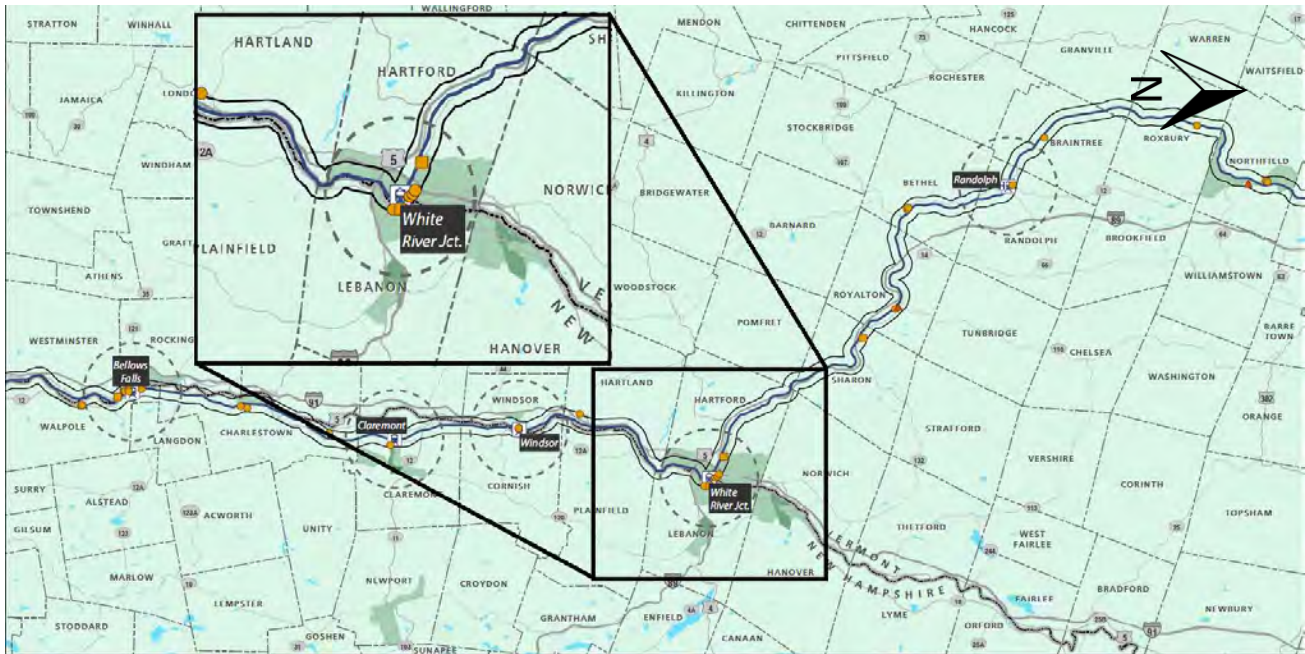 STRATTON
WINHALL
WALLINGFORD
MENDON
CHITTENDEN
HANCOCK
GRANVILLE
WARREN
WAITSFIELD
PITTSFIELD
ROCHESTER
JAMAICA
KILLINGTON
STOCKBRIDGE
N
ROXBURY
BRAINTREE
NORTHFIELD
WINDHAM
BRIDGEWATER
BETHEL
Randolph
TOWNSHEND
BARNARD
RANDOLPH
BROOKFIELD
89
ATHENS
WILLIAMSTOWN
HARTLAND
HARTFORD
5
NORWICH
White
River Jct.
PLAINFIELD
LEBANON
HANOVER
WOODSTOCK
ROYALTON
POMFRET
TUNBRIDGE
CHELSEA
BARRE
TOWN
WESTMINSTER
ROCKING
Bellows
Falls
WALPOLE
LANGDON
CHARLESTOWN
91
Claremont
CLAREMONT
WINDSOR
Windsor
CORNISH
HARTLAND
HARTFORD
SHARON
WASHINGTON
ORANGE
STRAFFORD
VERSHIRE
CORINTH
TOPSHAM
NORWICH
White
River Jct.
PLAINFIELD
LEBANON
HANOVER
THETFORD
WEST
FAIRLEE
VERMONT
NEW HAMPSHIRE
SURRY
ALSTEAD
GILSUM
ACWORTH
UNITY
MARLOW
LEMPSTER
NEWPORT
CROYDON
STODDARD
GOSHEN
SUNAPEE
GRANTHAM
ENFIELD
CANAAN
LYME
ORFORD
FAIRLEE
BRADFORD
NEWBURY
91